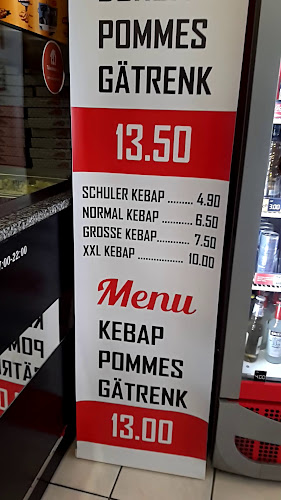 POMMES
GÄTRENK
13.50
SCHULER KEBAP .......... 4.90
NORMAL KEBAP ............ 6.50
GROSSE KEBAP............ 7.50
XXL KEBAP ................. 10.00
Menu
KEBAP
POMMES
GÄTRENK
13.00